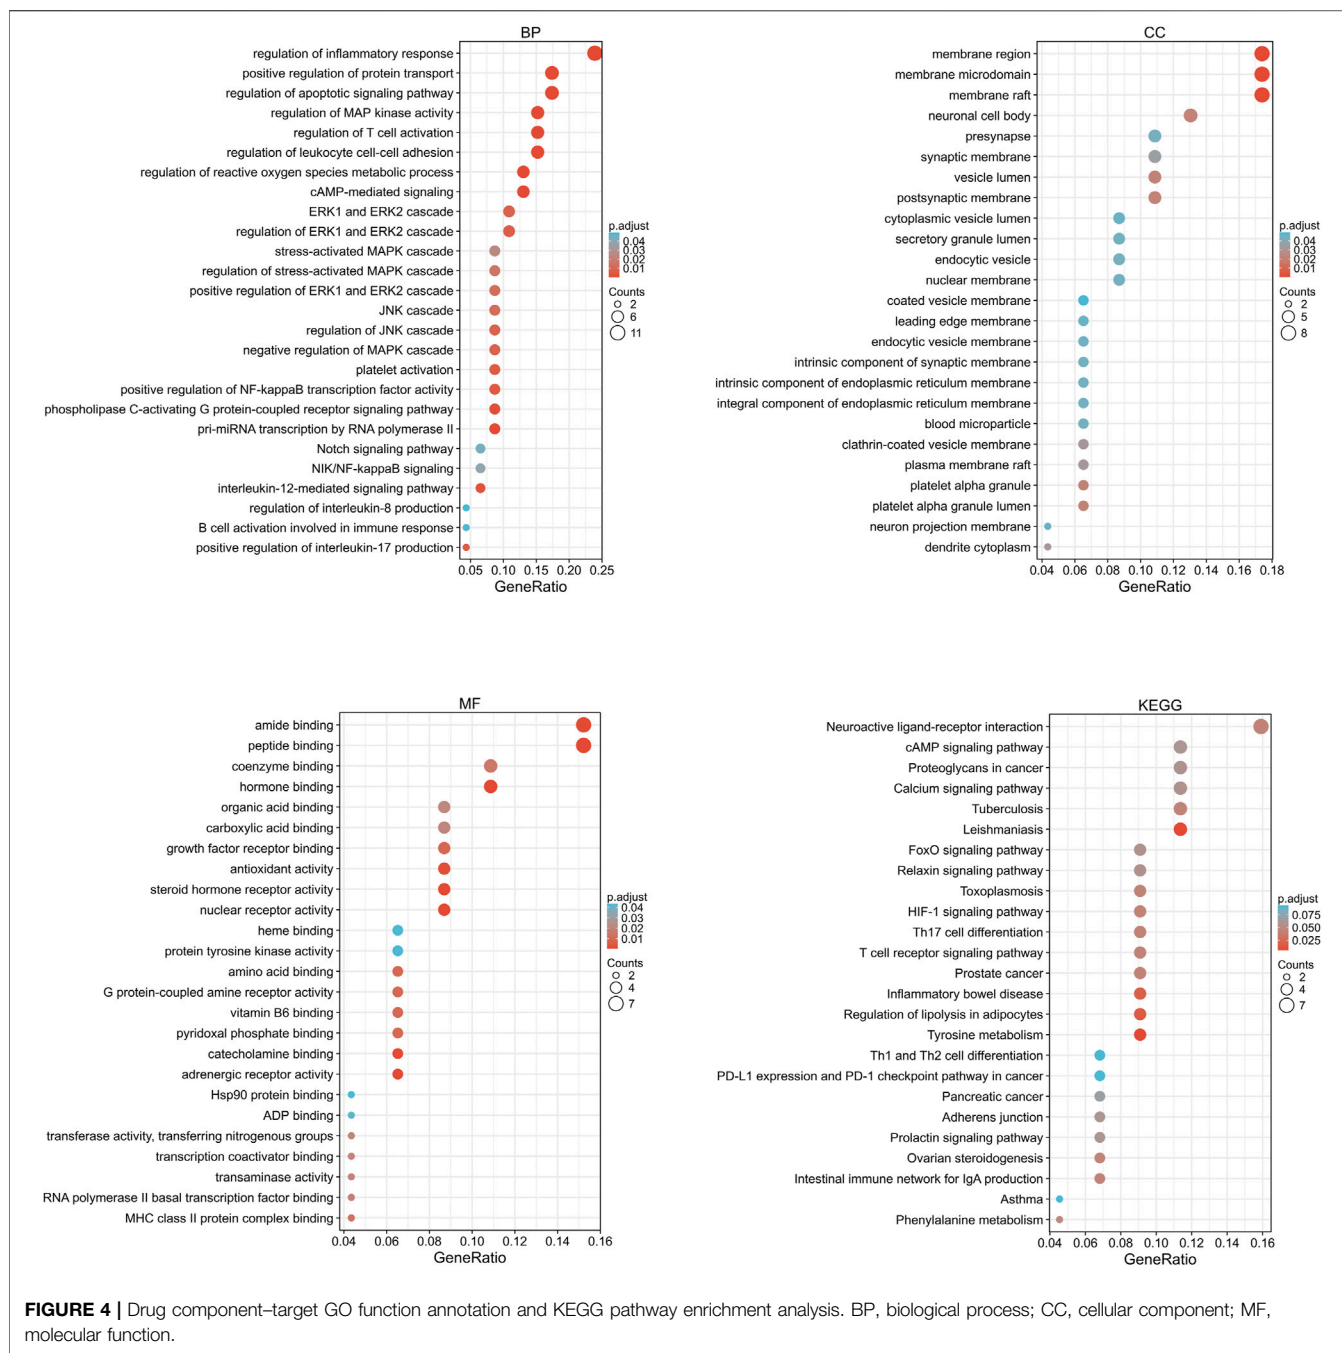 BP
regulation of inflammatory response
positive regulation of protein transport
regulation of apoptotic signaling pathway
regulation of MAP kinase activity
regulation of T cell activation
regulation of leukocyte cell-cell adhesion
regulation of reactive oxygen species metabolic process
cAMP-mediated signaling
ERK1 and ERK2 cascade
regulation of ERK1 and ERK2 cascade
stress-activated MAPK cascade
regulation of stress-activated MAPK cascade
positive regulation of ERK1 and ERK2 cascade
JNK cascade
regulation of JNK cascade
negative regulation of MAPK cascade
platelet activation
positive regulation of NF-kappaB transcription factor activity
phospholipase C-activating G protein-coupled receptor signaling pathway
pri-miRNA transcription by RNA polymerase II
Notch signaling pathway
NIK/NF-kappaB signaling
interleukin-12-mediated signaling pathway
regulation of interleukin-8 production
B cell activation involved in immune response
positive regulation of interleukin-17 production
0.05 0.10 0.15 0.20 0.25
GeneRatio
p.adjust
0.04
0.03
0.02
0.01
Counts
2
6
11
CC
membrane region
membrane microdomain
membrane raft
neuronal cell body
presynapse
synaptic membrane
vesicle lumen
postsynaptic membrane
cytoplasmic vesicle lumen
secretory granule lumen
endocytic vesicle
nuclear membrane
coated vesicle membrane
leading edge membrane
endocytic vesicle membrane
intrinsic component of synaptic membrane
intrinsic component of endoplasmic reticulum membrane
integral component of endoplasmic reticulum membrane
blood microparticle
clathrin-coated vesicle membrane
plasma membrane raft
platelet alpha granule
platelet alpha granule lumen
neuron projection membrane
dendrite cytoplasm
0.04 0.06 0.08 0.10 0.12 0.14 0.16 0.18
GeneRatio
p.adjust
0.04
0.03
0.02
0.01
Counts
2
5
8
MF
amide binding
peptide binding
coenzyme binding
hormone binding
organic acid binding
carboxylic acid binding
growth factor receptor binding
antioxidant activity
steroid hormone receptor activity
nuclear receptor activity
heme binding
protein tyrosine kinase activity
amino acid binding
G protein-coupled amine receptor activity
vitamin B6 binding
pyridoxal phosphate binding
catecholamine binding
adrenergic receptor activity
Hsp90 protein binding
ADP binding
transferase activity, transferring nitrogenous groups
transcription coactivator binding
transaminase activity
RNA polymerase II basal transcription factor binding
MHC class II protein complex binding
0.04 0.06 0.08 0.10 0.12 0.14 0.16
GeneRatio
p.adjust
0.04
0.03
0.02
0.01
Counts
2
4
7
KEGG
Neuroactive ligand-receptor interaction
cAMP signaling pathway
Proteoglycans in cancer
Calcium signaling pathway
Tuberculosis
Leishmaniasis
FoxO signaling pathway
Relaxin signaling pathway
Toxoplasmosis
HIF-1 signaling pathway
Th17 cell differentiation
T cell receptor signaling pathway
Prostate cancer
Inflammatory bowel disease
Regulation of lipolysis in adipocytes
Tyrosine metabolism
Th1 and Th2 cell differentiation
PD-L1 expression and PD-1 checkpoint pathway in cancer
Pancreatic cancer
Adherens junction
Prolactin signaling pathway
Ovarian steroidogenesis
Intestinal immune network for IgA production
Asthma
Phenylalanine metabolism
0.04 0.06 0.08 0.10 0.12 0.14 0.16
GeneRatio
p.adjust
0.075
0.050
0.025
Counts
2
4
7
FIGURE 4 | Drug component–target GO function annotation and KEGG pathway enrichment analysis. BP, biological process; CC, cellular component; MF,
molecular function.